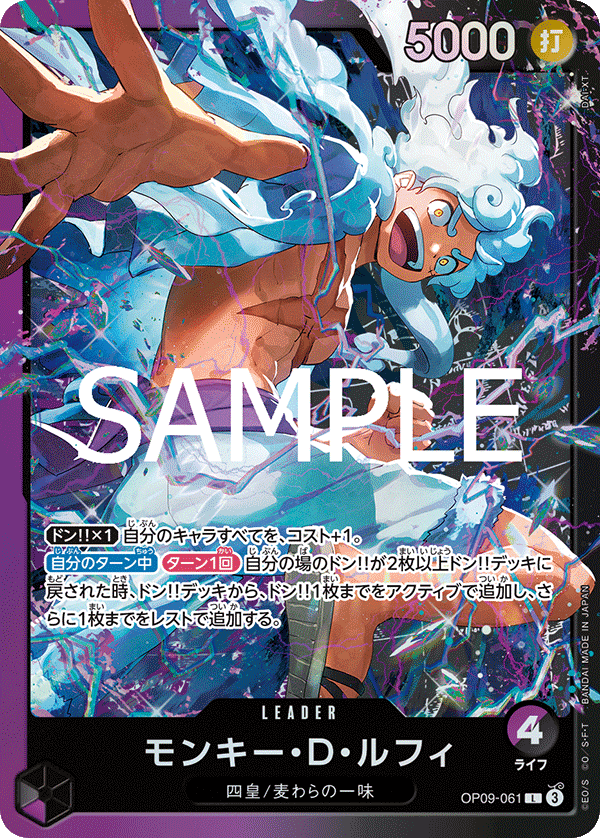 5000 打
DAI-XT.
SAMPLE
ドン!!×1 自分のキャラすべてを、コスト+1。
自分のターン中 ターン1回 自分の場のドン!!が2枚以上ドン!!デッキに
戻された時、ドン!!デッキから、ドン!!1枚までをアクティブで追加し、さ
らに1枚までをレストで追加する。
LEADER
モンキー・D・ルフィ
四皇/麦わらの一味
4
ライフ
OP09-061 L 3
©E.O/S ©O/S・F・T BANDAI MADE IN JAPAN